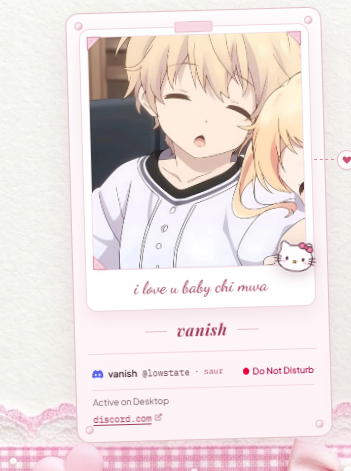 i love u baby chi mwa
vanish
vanish @lowstate · saur Do Not Disturb
Active on Desktop
discord.com